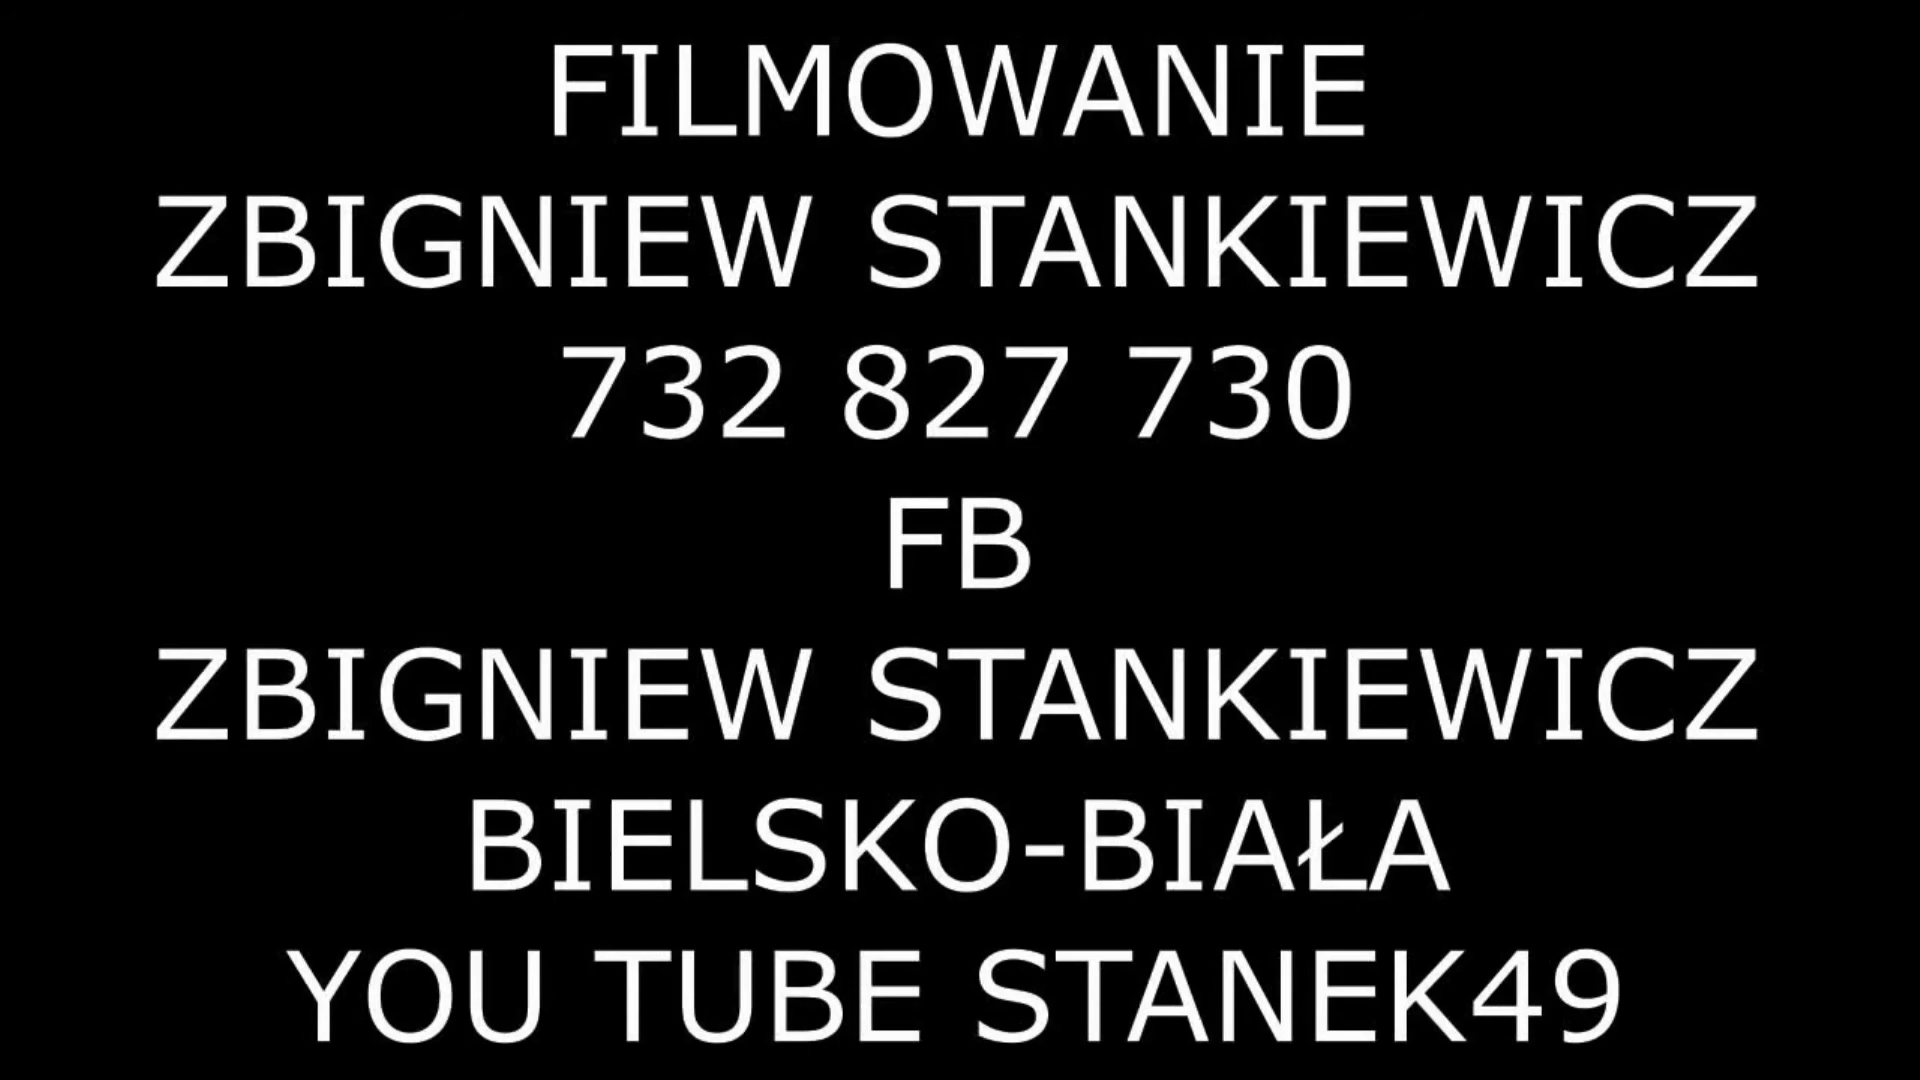 FILMOWANIE
ZBIGNIEW STANKIEWICZ
732 827 730
FB
ZBIGNIEW STANKIEWICZ
BIELSKO-BIAŁA
YOU TUBE STANEK49